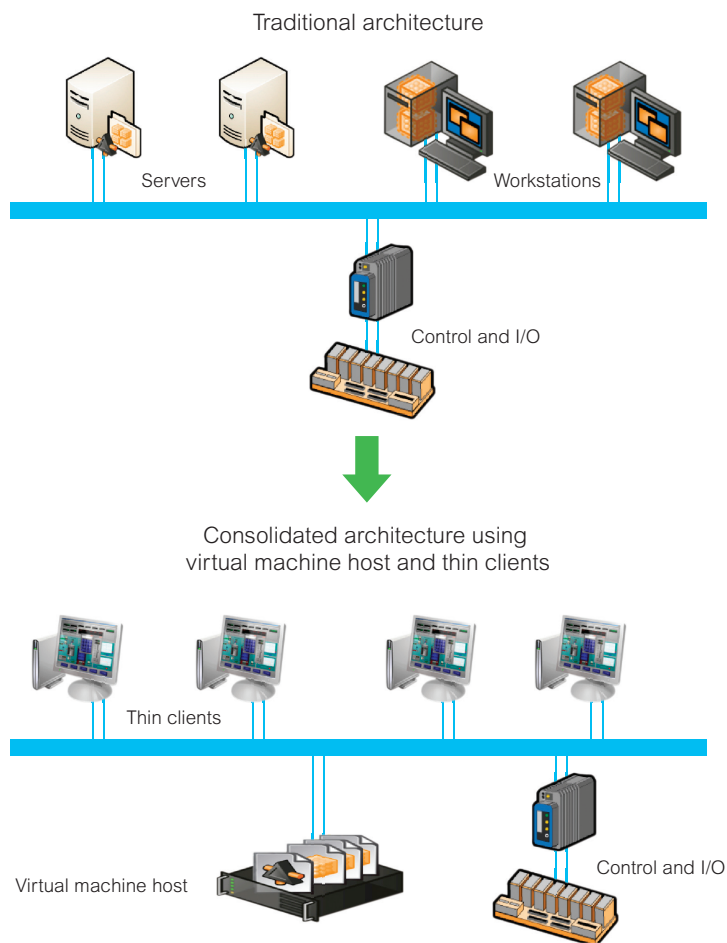 Traditional architecture
Servers
Workstations
Control and I/O
Consolidated architecture using
virtual machine host and thin clients
Thin clients
Virtual machine host
Control and I/O